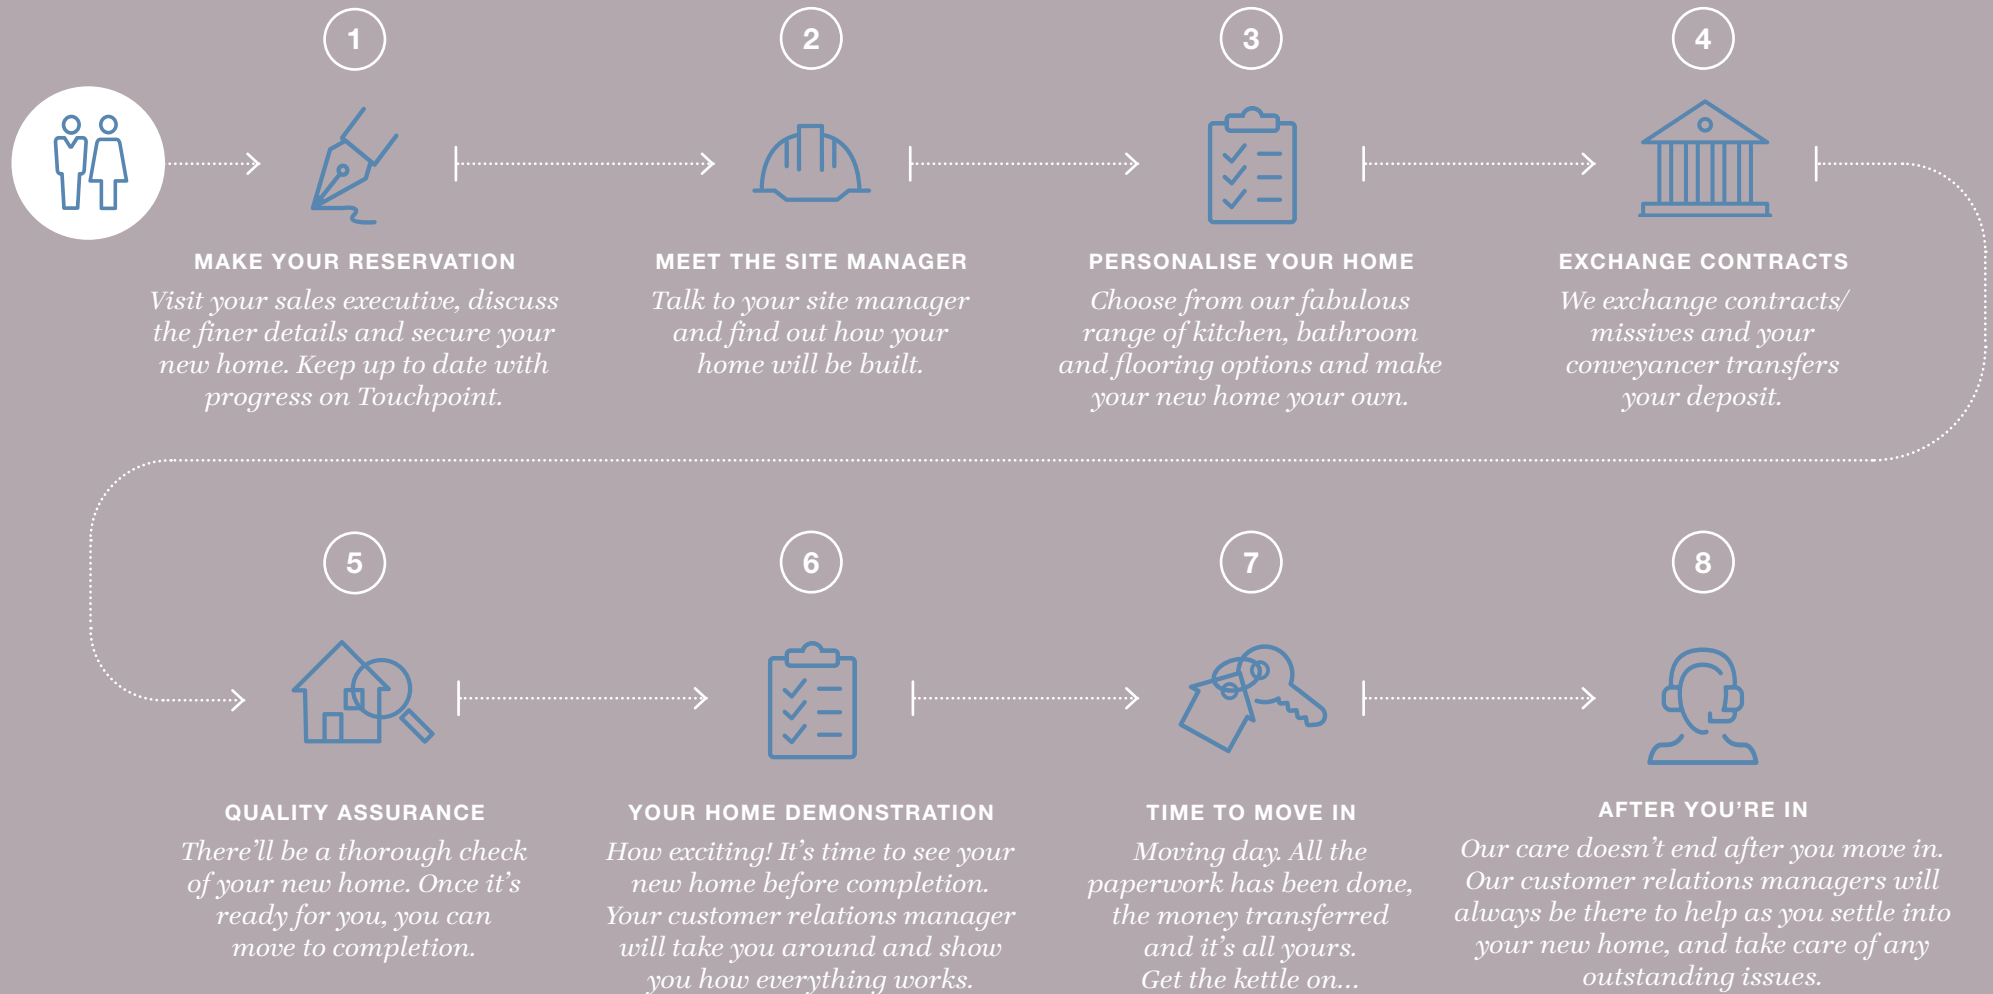 1
MAKE YOUR RESERVATION
Visit your sales executive, discuss
the finer details and secure your
new home. Keep up to date with
progress on Touchpoint.
2
MEET THE SITE MANAGER
Talk to your site manager
and find out how your
home will be built.
3
PERSONALISE YOUR HOME
Choose from our fabulous
range of kitchen, bathroom
and flooring options and make
your new home your own.
4
EXCHANGE CONTRACTS
We exchange contracts/
missives and your
conveyancer transfers
your deposit.
5
QUALITY ASSURANCE
There’ll be a thorough check
of your new home. Once it’s
ready for you, you can
move to completion.
6
YOUR HOME DEMONSTRATION
How exciting! It’s time to see your
new home before completion.
Your customer relations manager
will take you around and show
you how everything works.
7
TIME TO MOVE IN
Moving day. All the
paperwork has been done,
the money transferred
and it’s all yours.
Get the kettle on…
8
AFTER YOU’RE IN
Our care doesn’t end after you move in.
Our customer relations managers will
always be there to help as you settle into
your new home, and take care of any
outstanding issues.